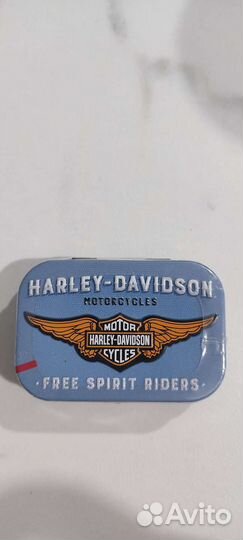 HARLEY-DAVIDSON
MOTORCYCLES
MOTOR
HARLEY-DAVIDSON
CYCLES
· FREE SPIRIT RIDERS ·
Avito